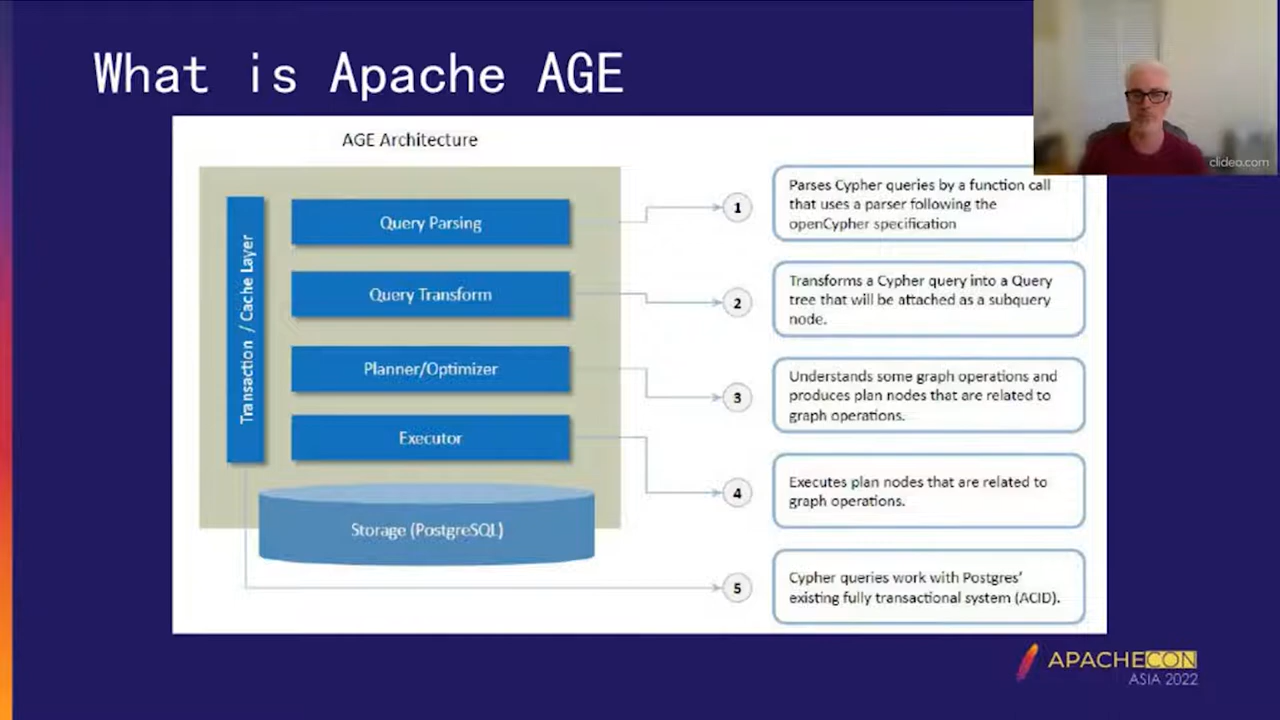 What is Apache AGE
clideo.com
AGE Architecture
Transaction / Cache Layer
Query Parsing
Query Transform
Planner/Optimizer
Executor
Storage (PostgreSQL)
1
Parses Cypher queries by a function call
that uses a parser following the
openCypher specification
2
Transforms a Cypher query into a Query
tree that will be attached as a subquery
node.
3
Understands some graph operations and
produces plan nodes that are related to
graph operations.
4
Executes plan nodes that are related to
graph operations.
5
Cypher queries work with Postgres’
existing fully transactional system (ACID).
APACHECON
ASIA 2022